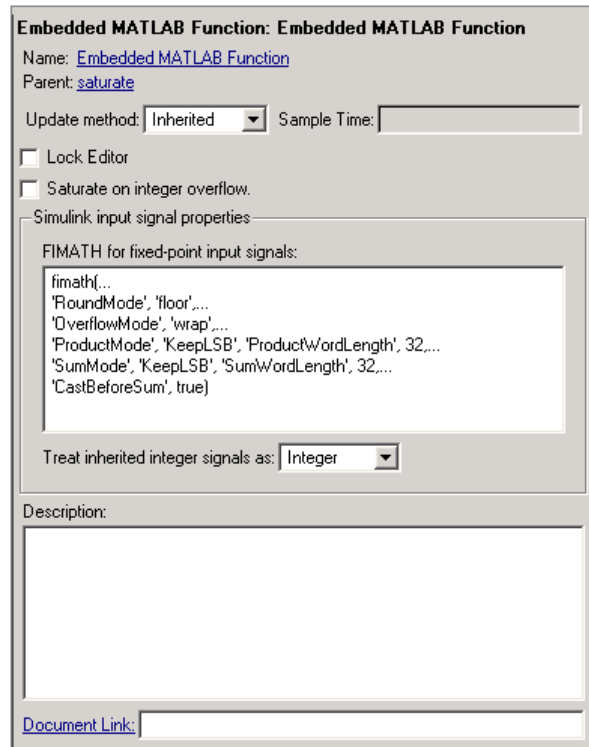 Embedded MATLAB Function: Embedded MATLAB Function
Name: Embedded MATLAB Function
Parent: saturate
Update method: Inherited Sample Time:
Lock Editor
Saturate on integer overflow.
Simulink input signal properties
FIMATH for fixed-point input signals:
fimath(...
'RoundMode', 'floor',...
'OverflowMode', 'wrap',...
'ProductMode', 'KeepLSB', 'ProductWordLength', 32,...
'SumMode', 'KeepLSB', 'SumWordLength', 32,...
'CastBeforeSum', true)
Treat inherited integer signals as: Integer
Description:
Document Link: